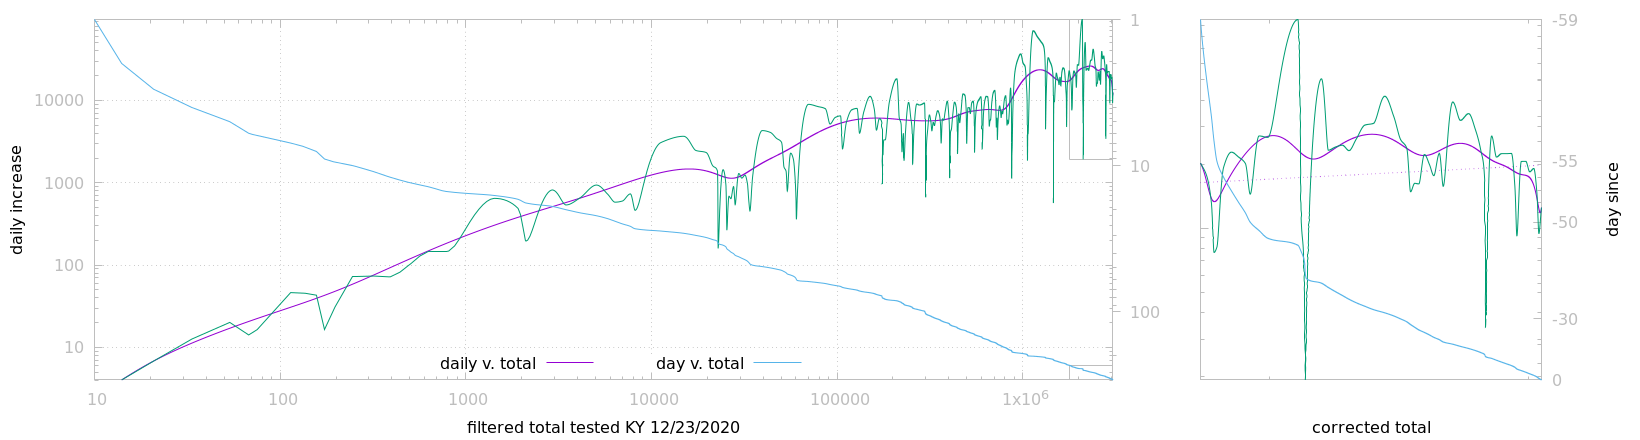 daily increase
10000
1000
100
10
10
100
1000
10000
100000
1x10^6
1
10
100
daily v. total
day v. total
filtered total tested KY 12/23/2020
-59
-55
-50
-30
0
day since
corrected total